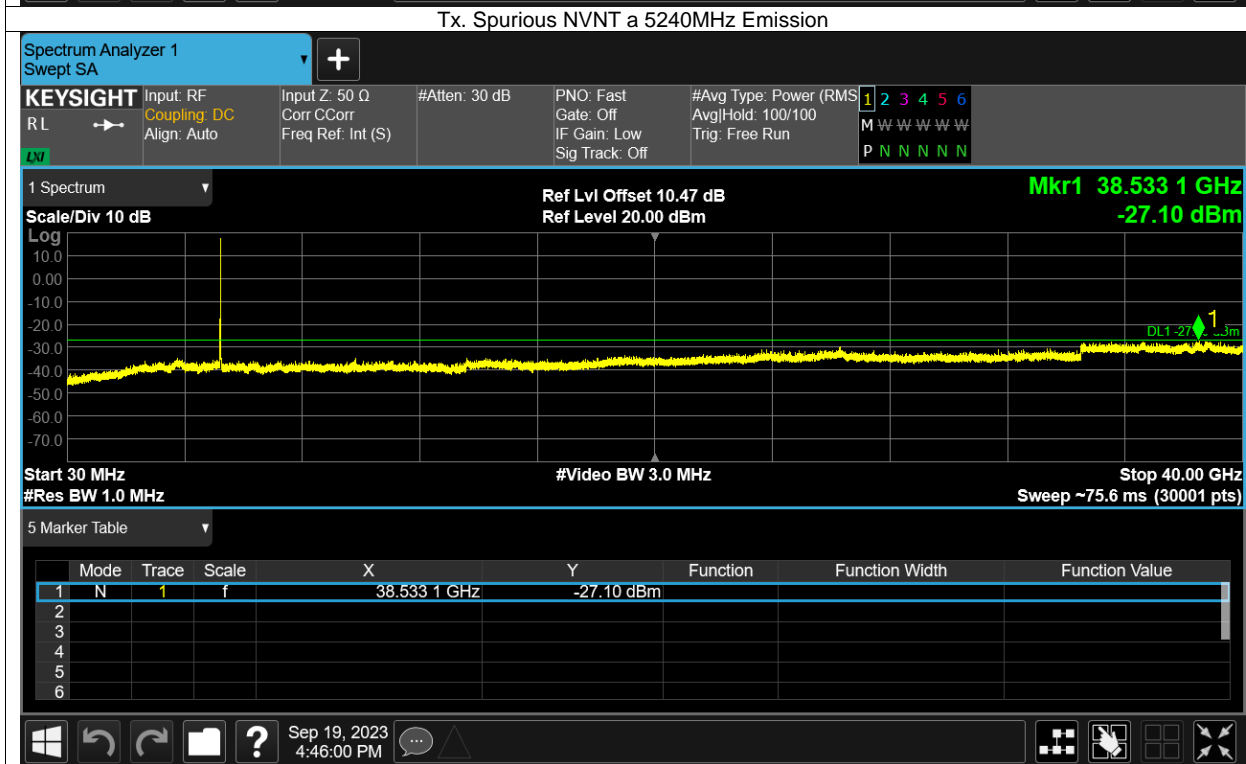 Tx. Spurious NVNT a 5240MHz Emission
Spectrum Analyzer 1
Swept SA
KEYSIGHT
RL
LXI
Input: RF
Coupling: DC
Align: Auto
Input Z: 50 Ω
Corr CCorr
Freq Ref: Int (S)
#Atten: 30 dB
PNO: Fast
Gate: Off
IF Gain: Low
Sig Track: Off
#Avg Type: Power (RMS
Avg|Hold: 100/100
Trig: Free Run
1 2 3 4 5 6
M W W W W W
P N N N N N
1 Spectrum
Scale/Div 10 dB
Ref Lvl Offset 10.47 dB
Ref Level 20.00 dBm
Mkr1 38.533 1 GHz
-27.10 dBm
Log
10.0
0.00
-10.0
-20.0
-30.0
-40.0
-50.0
-60.0
-70.0
1
DL1
Start 30 MHz
#Res BW 1.0 MHz
#Video BW 3.0 MHz
Stop 40.00 GHz
Sweep ~75.6 ms (30001 pts)
5 Marker Table
Mode Trace Scale X Y Function Function Width Function Value
1 N 1 f 38.533 1 GHz -27.10 dBm
2
3
4
5
6
?
Sep 19, 2023
4:46:00 PM